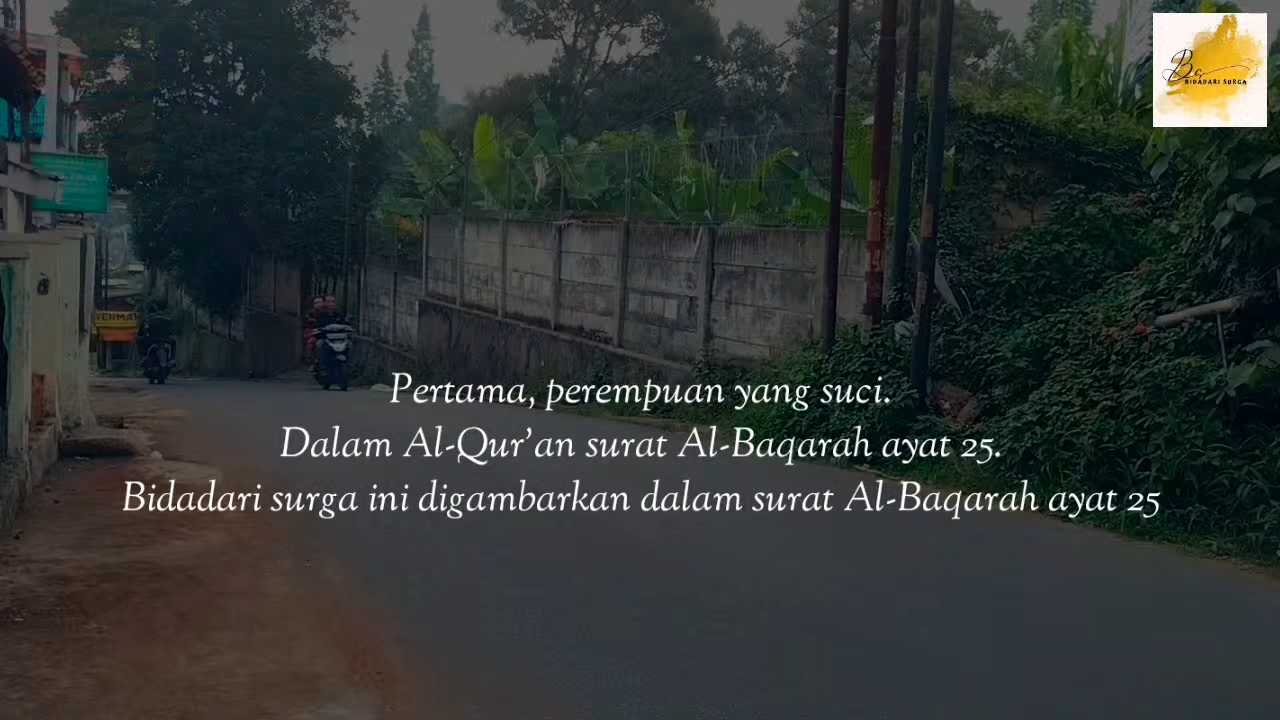 BIDADARI SURGA
Pertama, perempuan yang suci.
Dalam Al-Qur'an surat Al-Baqarah ayat 25.
Bidadari surga ini digambarkan dalam surat Al-Baqarah ayat 25